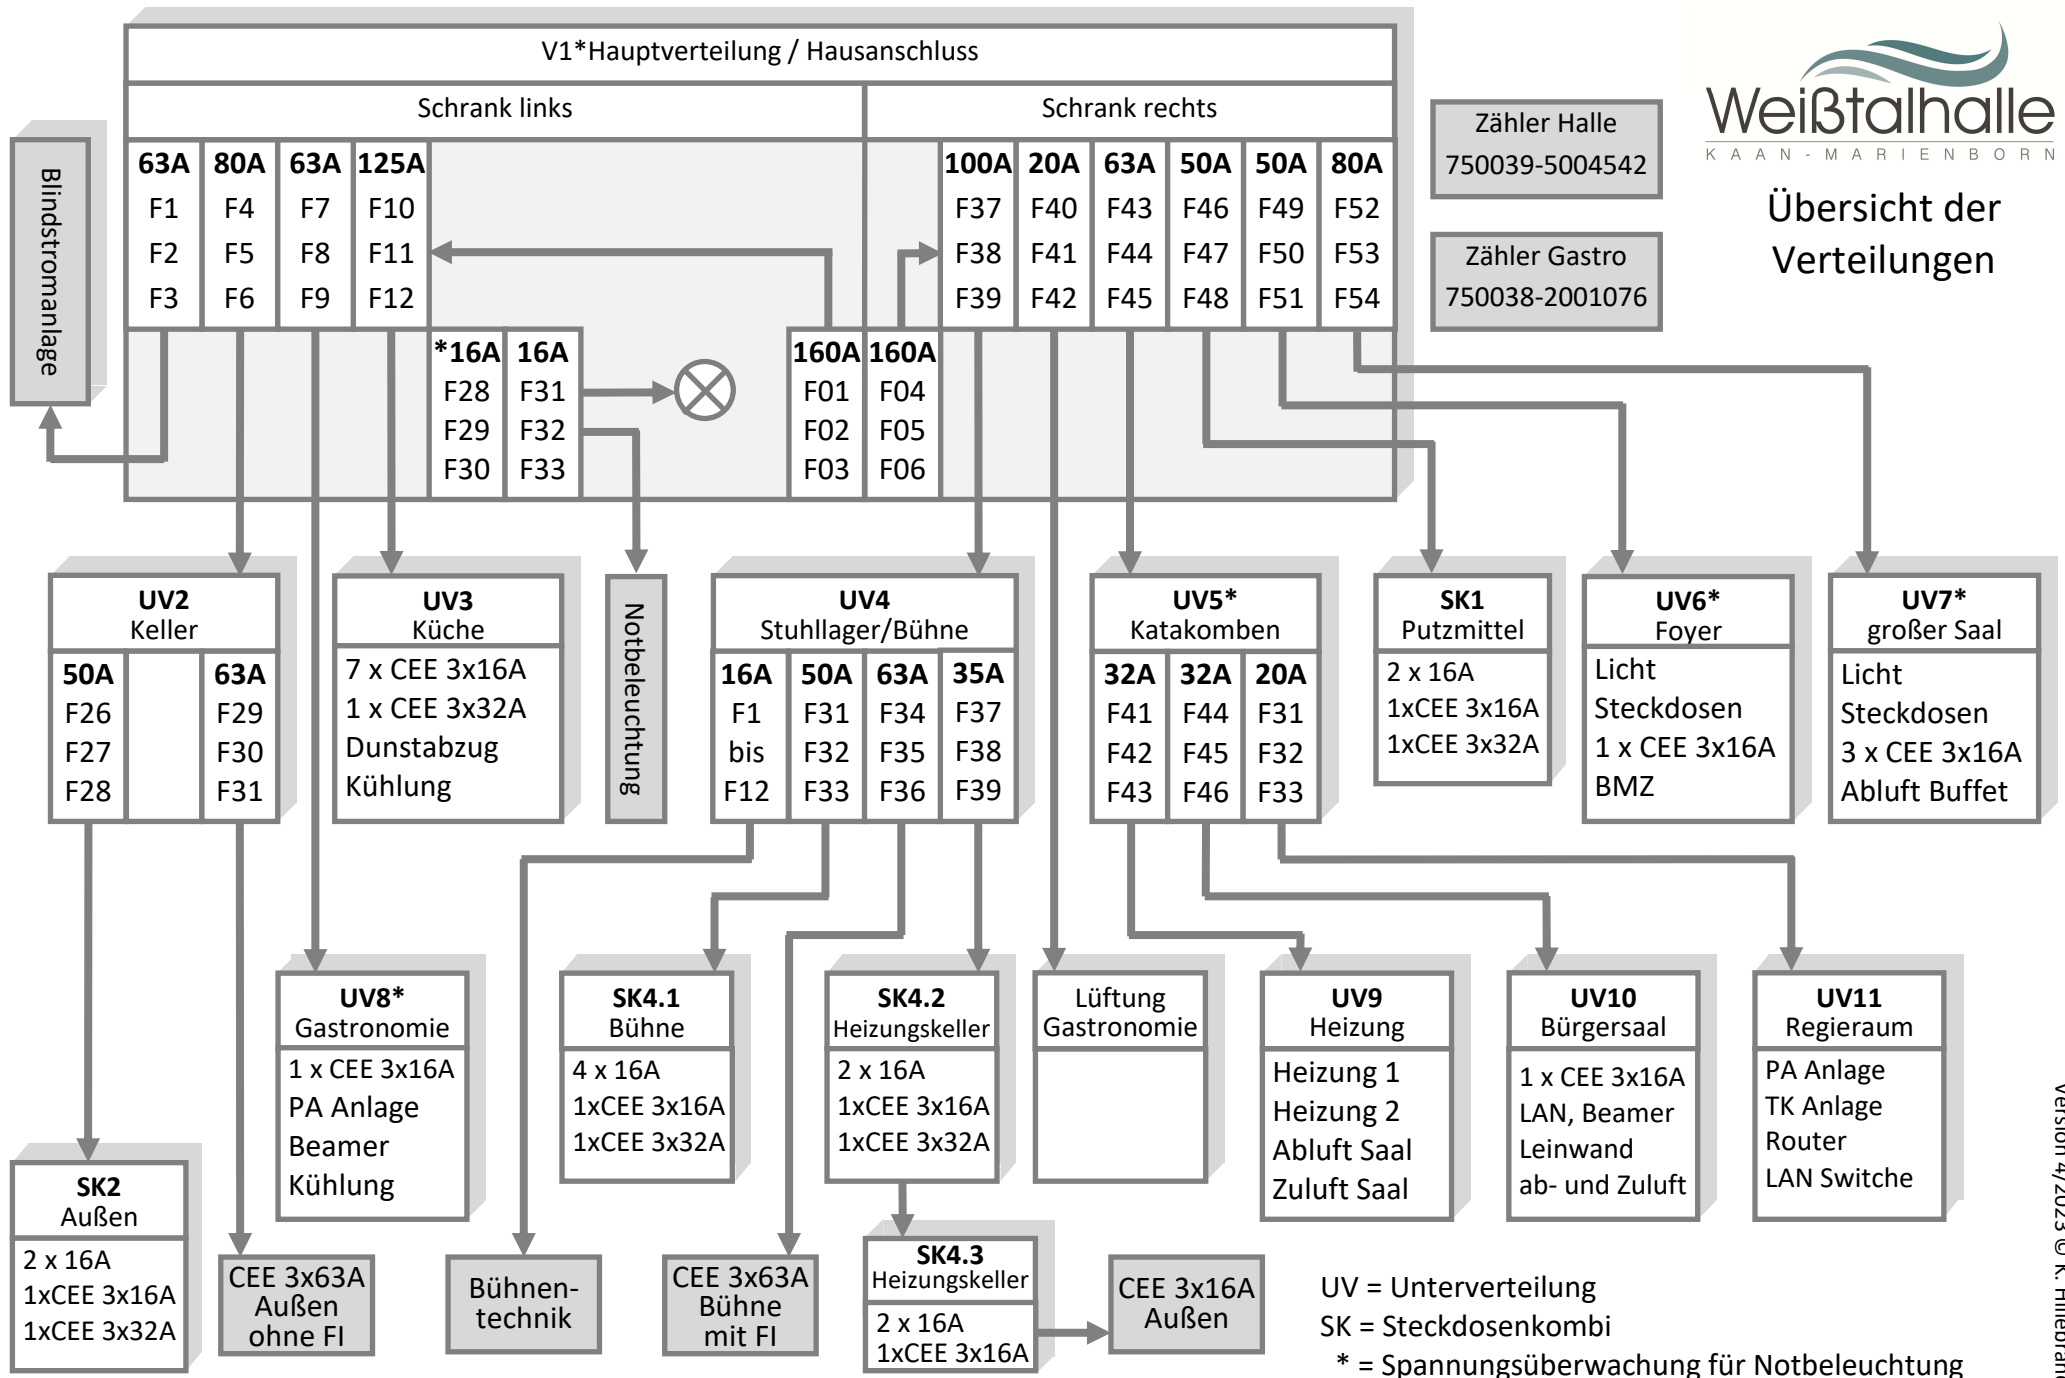 V1*Hauptverteilung / Hausanschluss
Schrank links
Schrank rechts
Zähler Halle
750039-5004542
Zähler Gastro
750038-2001076
Weißtalhalle
KAAN-MARIENBORN
Übersicht der
Verteilungen
Blindstromanlage
63A
F1
F2
F3
80A
F4
F5
F6
63A
F7
F8
F9
125A
F10
F11
F12
*16A
F28
F29
F30
16A
F31
F32
F33
160A
F01
F02
F03
160A
F04
F05
F06
100A
F37
F38
F39
20A
F40
F41
F42
63A
F43
F44
F45
50A
F46
F47
F48
50A
F49
F50
F51
80A
F52
F53
F54
UV2
Keller
50A
F26
F27
F28
63A
F29
F30
F31
UV3
Küche
7 x CEE 3x16A
1 x CEE 3x32A
Dunstabzug
Kühlung
Notbeleuchtung
UV4
Stuhllager/Bühne
16A
F1
bis
F12
50A
F31
F32
F33
63A
F34
F35
F36
35A
F37
F38
F39
UV5*
Katakomben
32A
F41
F42
F43
32A
F44
F45
F46
20A
F31
F32
F33
SK1
Putzmittel
2 x 16A
1xCEE 3x16A
1xCEE 3x32A
UV6*
Foyer
Licht
Steckdosen
1 x CEE 3x16A
BMZ
UV7*
großer Saal
Licht
Steckdosen
3 x CEE 3x16A
Abluft Buffet
UV8*
Gastronomie
1 x CEE 3x16A
PA Anlage
Beamer
Kühlung
SK4.1
Bühne
4 x 16A
1xCEE 3x16A
1xCEE 3x32A
SK4.2
Heizungskeller
2 x 16A
1xCEE 3x16A
1xCEE 3x32A
Lüftung
Gastronomie
UV9
Heizung
Heizung 1
Heizung 2
Abluft Saal
Zuluft Saal
UV10
Bürgersaal
1 x CEE 3x16A
LAN, Beamer
Leinwand
ab- und Zuluft
UV11
Regieraum
PA Anlage
TK Anlage
Router
LAN Switche
SK2
Außen
2 x 16A
1xCEE 3x16A
1xCEE 3x32A
CEE 3x63A
Außen
ohne FI
Bühnen-
technik
CEE 3x63A
Bühne
mit FI
SK4.3
Heizungskeller
2 x 16A
1xCEE 3x16A
CEE 3x16A
Außen
UV = Unterverteilung
SK = Steckdosenkombi
* = Spannungsüberwachung für Notbeleuchtung
Version 4/2023 © K. Hillebrand